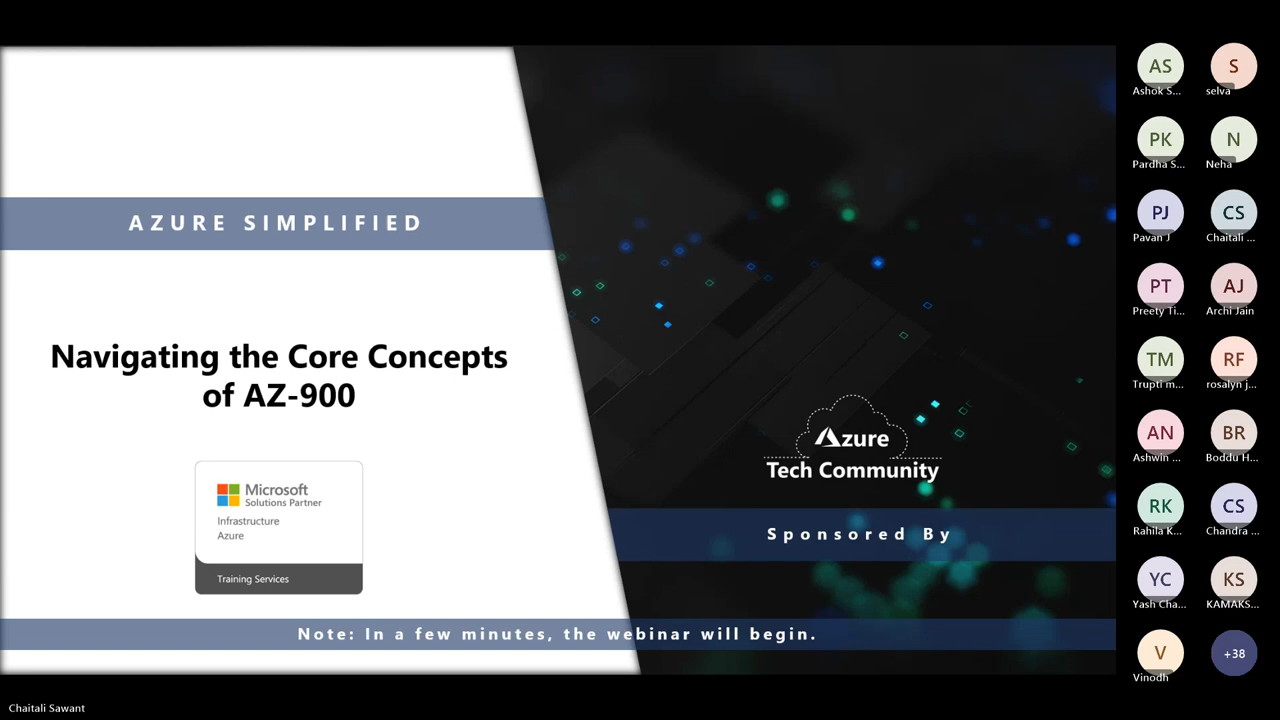 AZURE SIMPLIFIED
Navigating the Core Concepts
of AZ-900
Microsoft
Solutions Partner
Infrastructure
Azure
Training Services
Azure
Tech Community
Sponsored By
Note: In a few minutes, the webinar will begin.
AS
Ashok S...
S
selva
PK
Pardha S...
N
Neha
PJ
Pavan J
CS
Chaitali ...
PT
Preety Ti...
AJ
Archi Jain
TM
Trupti m...
RF
rosalyn j...
AN
Ashwin ...
BR
Boddu H...
RK
Rahila K...
CS
Chandra ...
YC
Yash Cha...
KS
KAMAKS...
V
Vinodh
+38
Chaitali Sawant